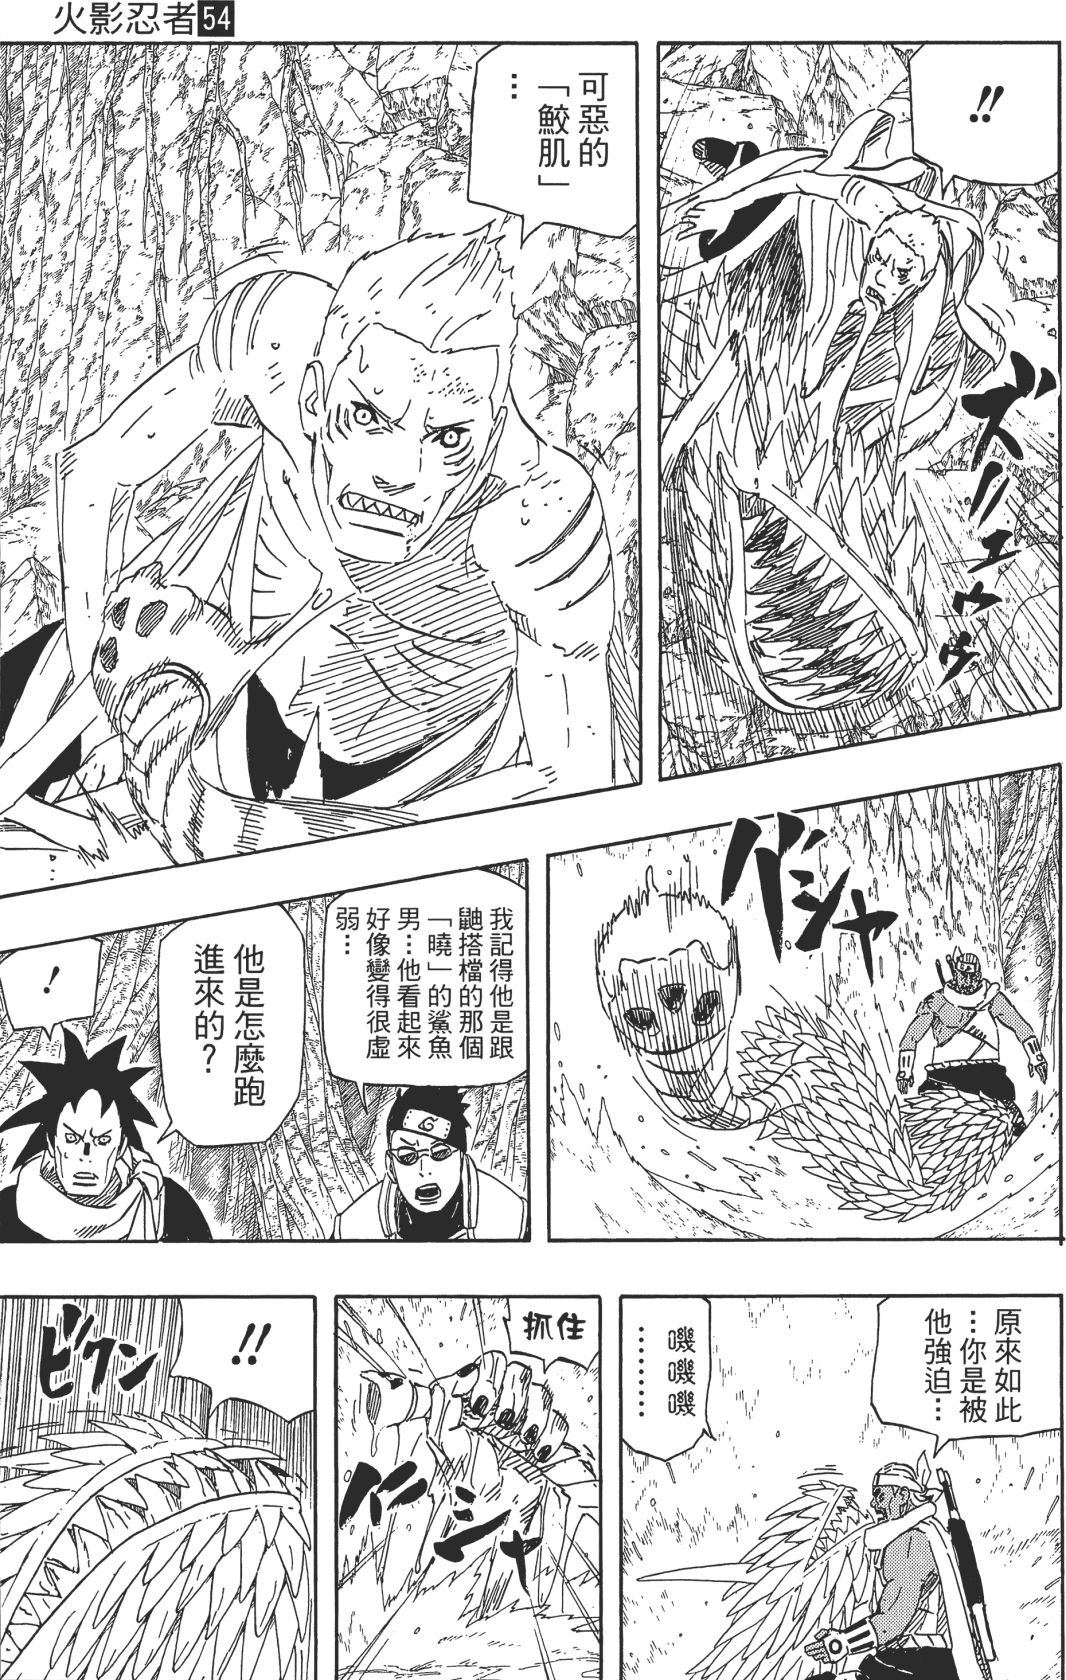 火影忍者54
!!
ズ
リュウゥ
可惡的
「鮫肌」
…
バシャ
我記得他是跟
鼬搭檔的那個
「曉」的鯊魚
男…他看起來
好像變得很虛
弱…
他是怎麼跑
進來的？
！
原來如此
…你是被
他強迫…
嘰嘰嘰
………
抓住
ガシャ
!!
ビクン